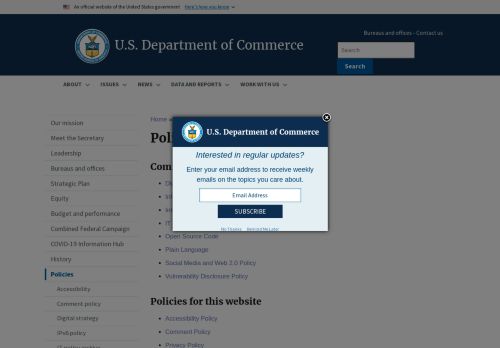 An official website of the United States government Here's how you know
U.S. Department of Commerce
Bureaus and offices - Contact us
Search
Search
ABOUT
ISSUES
NEWS
DATA AND REPORTS
WORK WITH US
Our mission
Meet the Secretary
Leadership
Bureaus and offices
Strategic Plan
Equity
Budget and performance
Combined Federal Campaign
COVID-19 Information Hub
History
Policies
Accessibility
Comment policy
Digital strategy
IPv6 policy
Home
U.S. Department of Commerce
Interested in regular updates?
Enter your email address to receive weekly
emails on the topics you care about.
Email Address
SUBSCRIBE
No Thanks Remind Me Later
Open Source Code
Plain Language
Social Media and Web 2.0 Policy
Vulnerability Disclosure Policy
Policies for this website
Accessibility Policy
Comment Policy
Privacy Policy